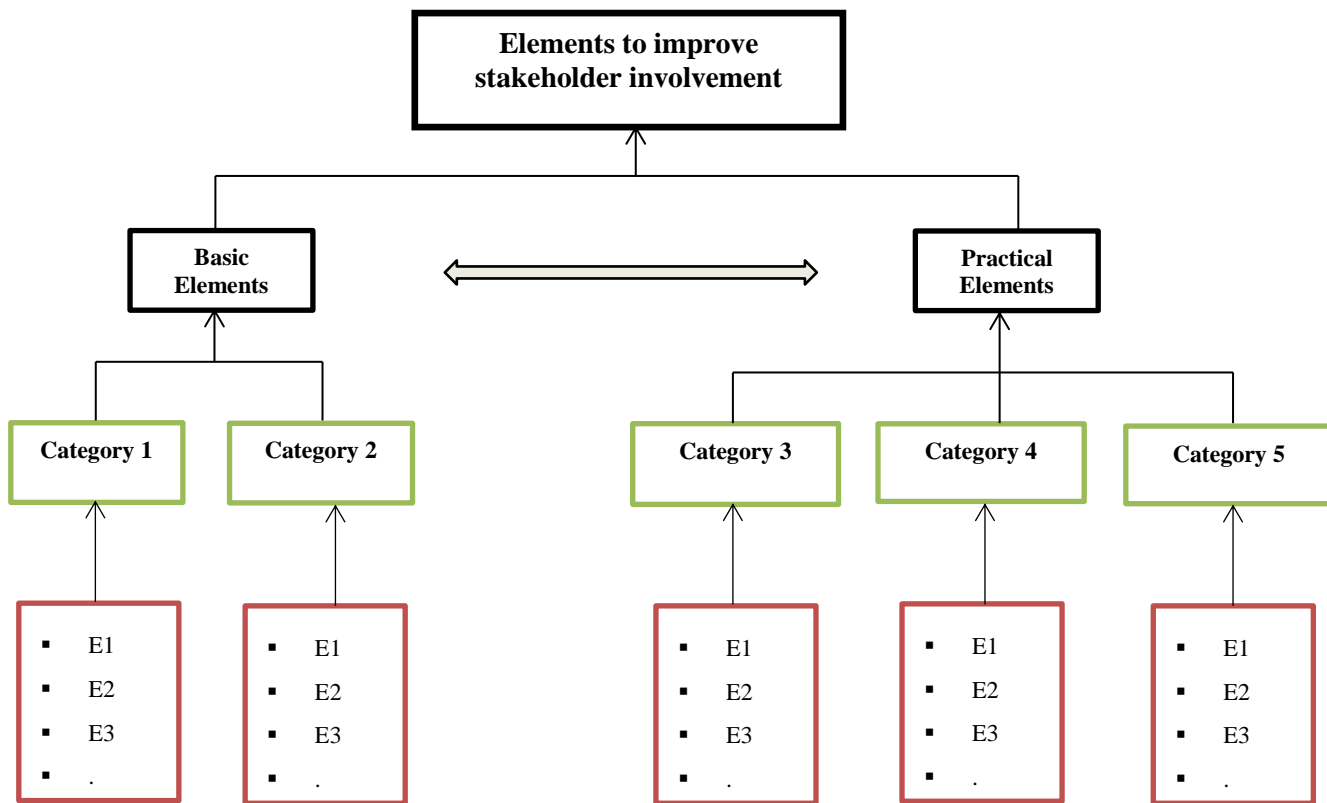 Elements to improve
stakeholder involvement
Basic
Elements
Practical
Elements
Category 1
Category 2
Category 3
Category 4
Category 5
▪ E1
▪ E2
▪ E3
▪ .
▪ E1
▪ E2
▪ E3
▪ .
▪ E1
▪ E2
▪ E3
▪ .
▪ E1
▪ E2
▪ E3
▪ .
▪ E1
▪ E2
▪ E3
▪ .